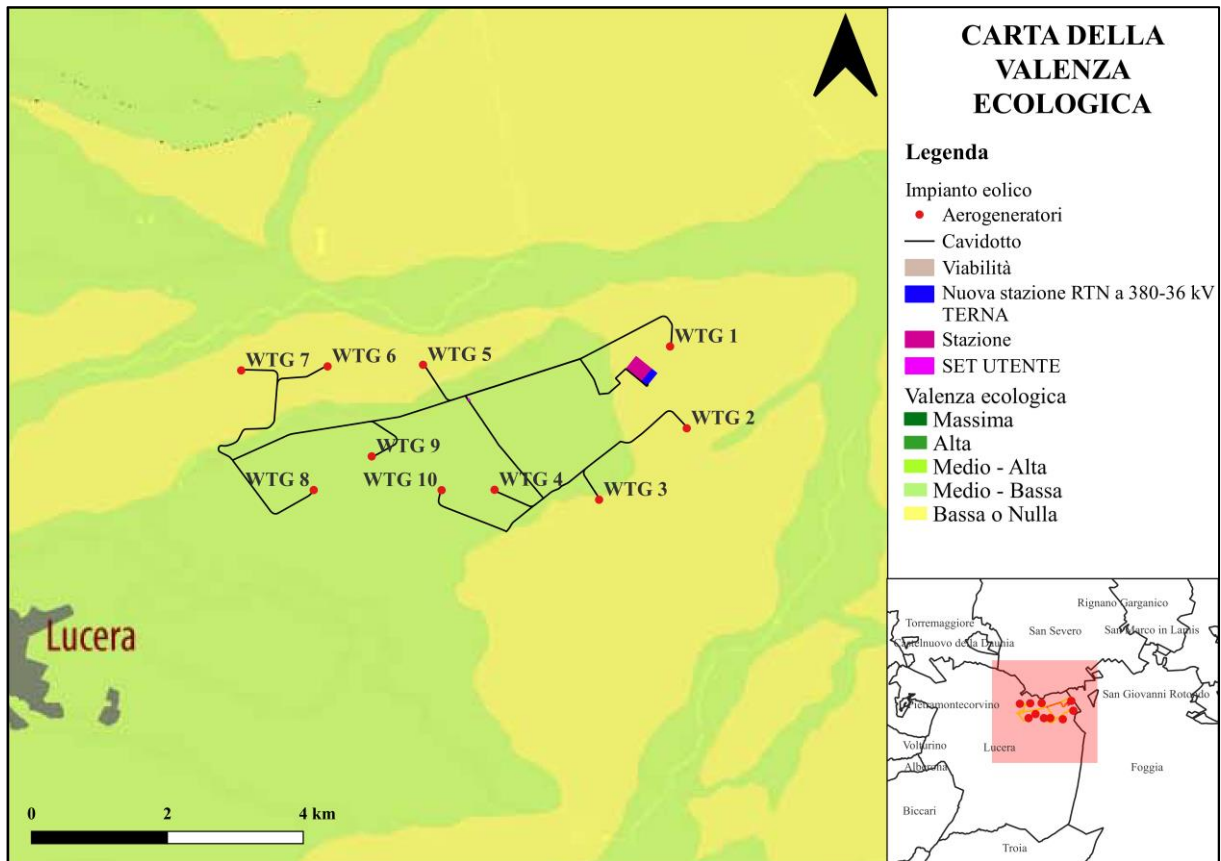 CARTA DELLA
VALENZA
ECOLOGICA
Legenda
Impianto eolico
Aerogeneratori
Cavidotto
Viabilità
Nuova stazione RTN a 380-36 kV
TERNA
Stazione
SET UTENTE
Valenza ecologica
Massima
Alta
Medio - Alta
Medio - Bassa
Bassa o Nulla
WTG 1
WTG 7
WTG 6
WTG 5
WTG 2
WTG 9
WTG 8
WTG 10
WTG 4
WTG 3
Lucera
0 2 4 km
Rignano Garganico
Torremaggiore
San Severo
San Marco in Lamis
Castelnuovo della Daunia
San Giovanni Rotondo
Pietramontecorvino
Volturino
Lucera
Alberona
Foggia
Biccari
Troia